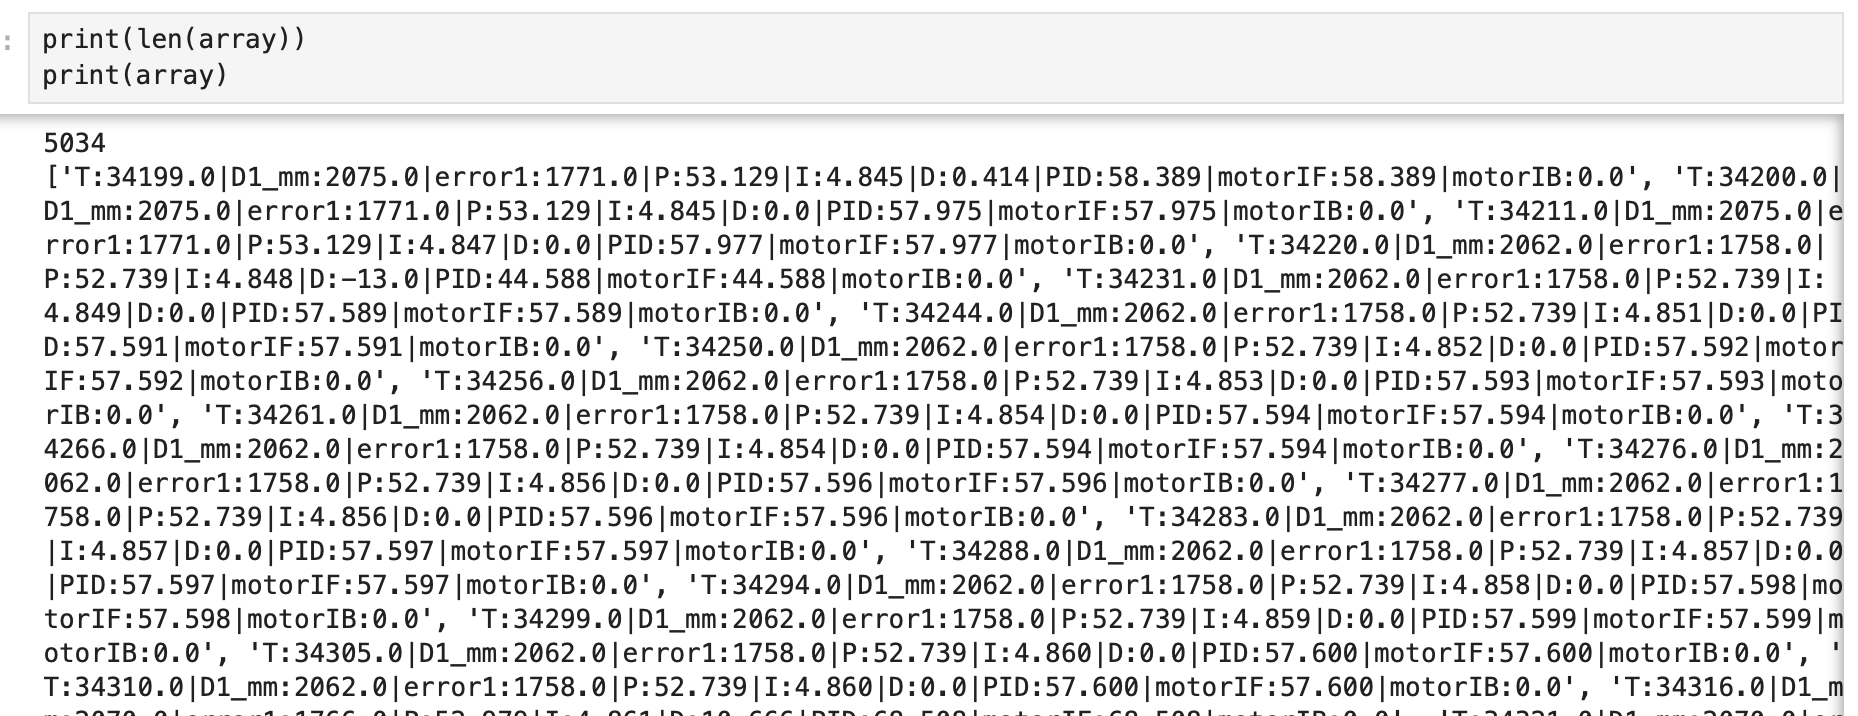 :
print(len(array))
print(array)
5034
['T:34199.0|D1_mm:2075.0|error1:1771.0|P:53.129|I:4.845|D:0.414|PID:58.389|motorIF:58.389|motorIB:0.0', 'T:34200.0|
D1_mm:2075.0|error1:1771.0|P:53.129|I:4.845|D:0.0|PID:57.975|motorIF:57.975|motorIB:0.0', 'T:34211.0|D1_mm:2075.0|e
rror1:1771.0|P:53.129|I:4.847|D:0.0|PID:57.977|motorIF:57.977|motorIB:0.0', 'T:34220.0|D1_mm:2062.0|error1:1758.0|
P:52.739|I:4.848|D:-13.0|PID:44.588|motorIF:44.588|motorIB:0.0', 'T:34231.0|D1_mm:2062.0|error1:1758.0|P:52.739|I:
4.849|D:0.0|PID:57.589|motorIF:57.589|motorIB:0.0', 'T:34244.0|D1_mm:2062.0|error1:1758.0|P:52.739|I:4.851|D:0.0|PI
D:57.591|motorIF:57.591|motorIB:0.0', 'T:34250.0|D1_mm:2062.0|error1:1758.0|P:52.739|I:4.852|D:0.0|PID:57.592|motor
IF:57.592|motorIB:0.0', 'T:34256.0|D1_mm:2062.0|error1:1758.0|P:52.739|I:4.853|D:0.0|PID:57.593|motorIF:57.593|moto
rIB:0.0', 'T:34261.0|D1_mm:2062.0|error1:1758.0|P:52.739|I:4.854|D:0.0|PID:57.594|motorIF:57.594|motorIB:0.0', 'T:3
4266.0|D1_mm:2062.0|error1:1758.0|P:52.739|I:4.854|D:0.0|PID:57.594|motorIF:57.594|motorIB:0.0', 'T:34276.0|D1_mm:2
062.0|error1:1758.0|P:52.739|I:4.856|D:0.0|PID:57.596|motorIF:57.596|motorIB:0.0', 'T:34277.0|D1_mm:2062.0|error1:1
758.0|P:52.739|I:4.856|D:0.0|PID:57.596|motorIF:57.596|motorIB:0.0', 'T:34283.0|D1_mm:2062.0|error1:1758.0|P:52.739
|I:4.857|D:0.0|PID:57.597|motorIF:57.597|motorIB:0.0', 'T:34288.0|D1_mm:2062.0|error1:1758.0|P:52.739|I:4.857|D:0.0
|PID:57.597|motorIF:57.597|motorIB:0.0', 'T:34294.0|D1_mm:2062.0|error1:1758.0|P:52.739|I:4.858|D:0.0|PID:57.598|mo
torIF:57.598|motorIB:0.0', 'T:34299.0|D1_mm:2062.0|error1:1758.0|P:52.739|I:4.859|D:0.0|PID:57.599|motorIF:57.599|m
otorIB:0.0', 'T:34305.0|D1_mm:2062.0|error1:1758.0|P:52.739|I:4.860|D:0.0|PID:57.600|motorIF:57.600|motorIB:0.0', '
T:34310.0|D1_mm:2062.0|error1:1758.0|P:52.739|I:4.860|D:0.0|PID:57.600|motorIF:57.600|motorIB:0.0', 'T:34316.0|D1_m